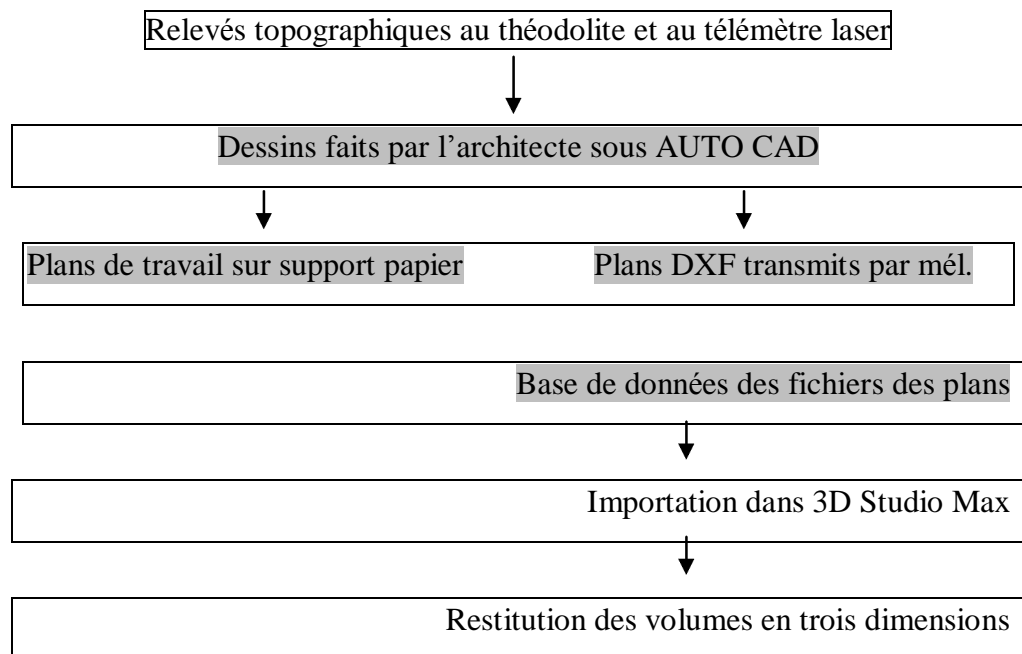 Relevés topographiques au théodolite et au télémètre laser
Dessins faits par l’architecte sous AUTO CAD
Plans de travail sur support papier
Plans DXF transmits par mél.
Base de données des fichiers des plans
Importation dans 3D Studio Max
Restitution des volumes en trois dimensions